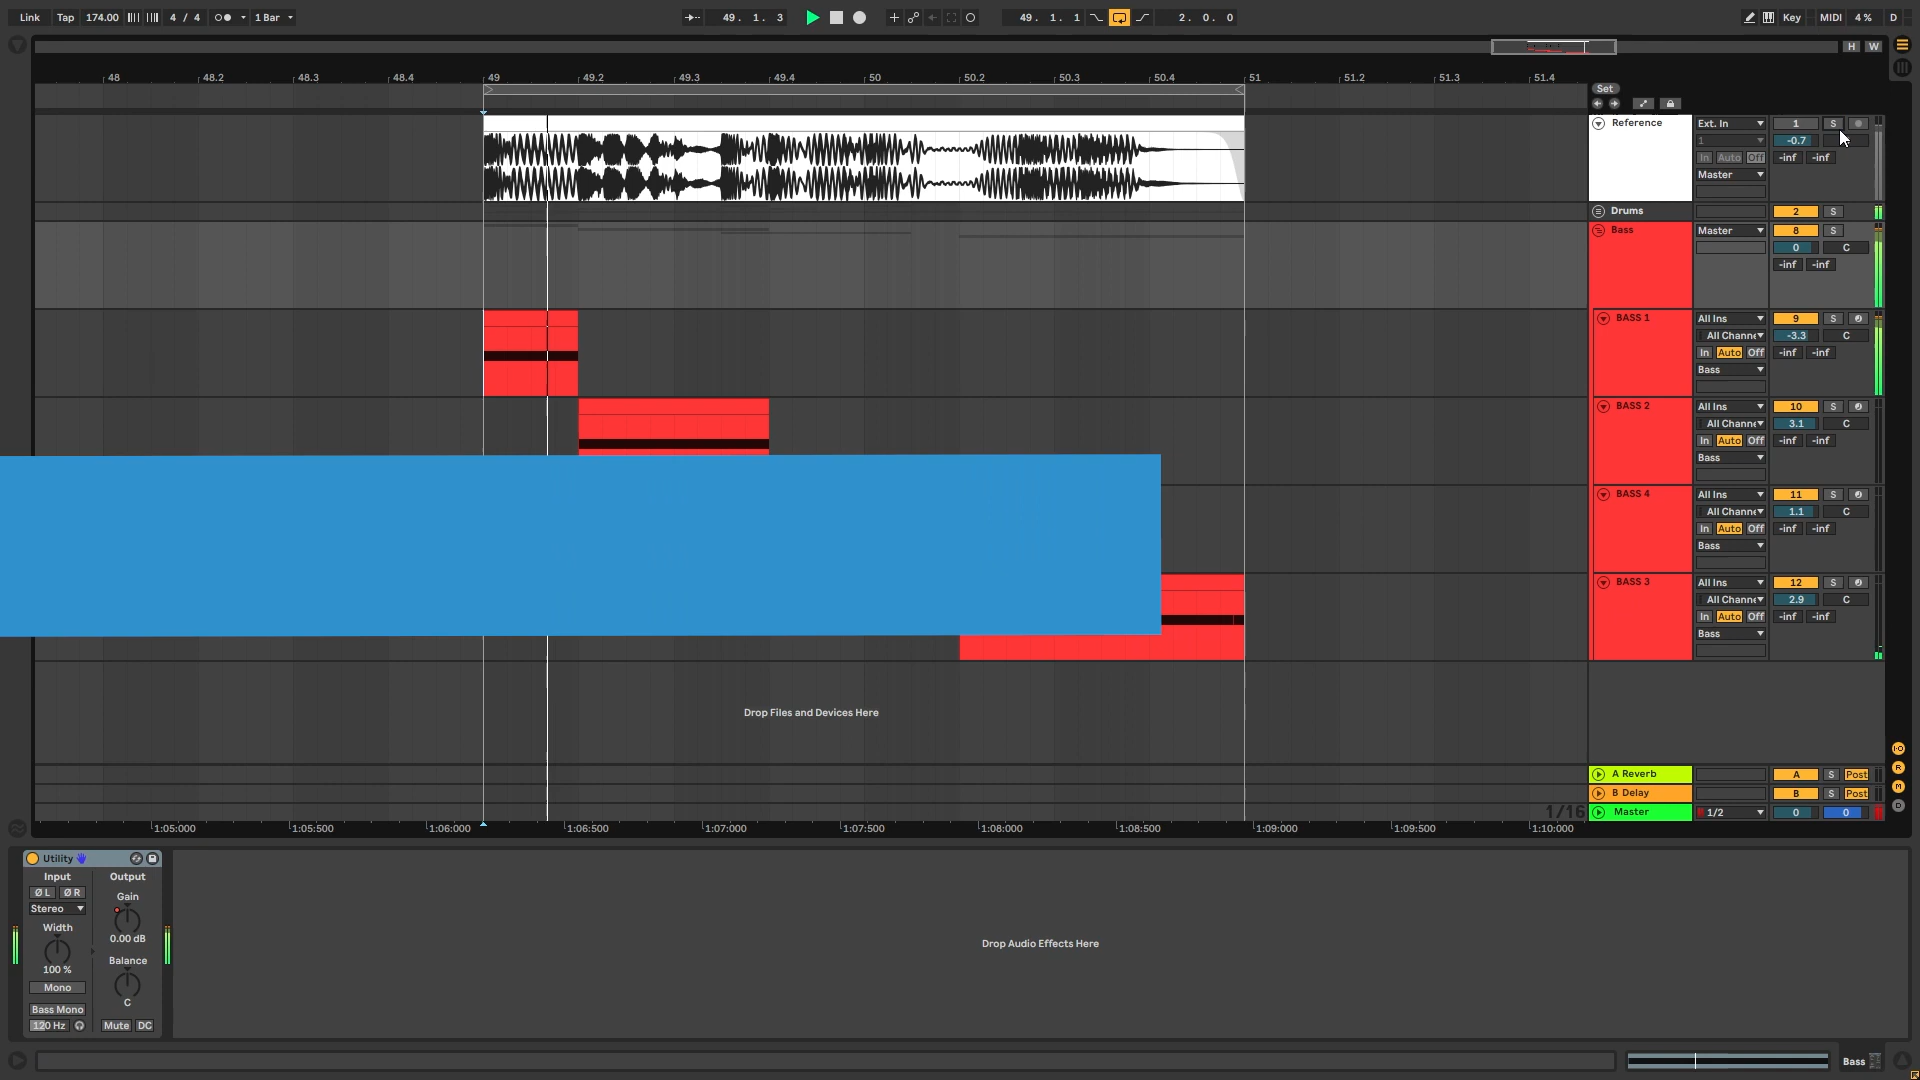 Link Tap 174.00 4 / 4 1 Bar 49. 1. 3 49. 1. 1 2. 0. 0 Key MIDI 4 % D
H W
48 48.2 48.3 48.4 49 49.2 49.3 49.4 50 50.2 50.3 50.4 51 51.2 51.3 51.4
Set
Reference Ext. In 1 S
1 -0.7
In Auto Off -inf -inf
Master
Drums 2 S
Bass Master 8 S
0 C
-inf -inf
BASS 1 All Ins 9 S
All Channe -3.3 C
In Auto Off -inf -inf
Bass
BASS 2 All Ins 10 S
All Channe 3.1 C
In Auto Off -inf -inf
Bass
BASS 4 All Ins 11 S
All Channe 1.1 C
In Auto Off -inf -inf
Bass
BASS 3 All Ins 12 S
All Channe 2.9 C
In Auto Off -inf -inf
Bass
Drop Files and Devices Here
A Reverb A S Post
B Delay B S Post
1/16 Master 1/2 0 0
R
M
D
1:05:000 1:05:500 1:06:000 1:06:500 1:07:000 1:07:500 1:08:000 1:08:500 1:09:000 1:09:500 1:10:000
Utility
Input Output
Ø L Ø R Gain
Stereo
Width 0.00 dB
Balance
100 %
Mono C
Bass Mono
120 Hz Mute DC
Drop Audio Effects Here
Bass